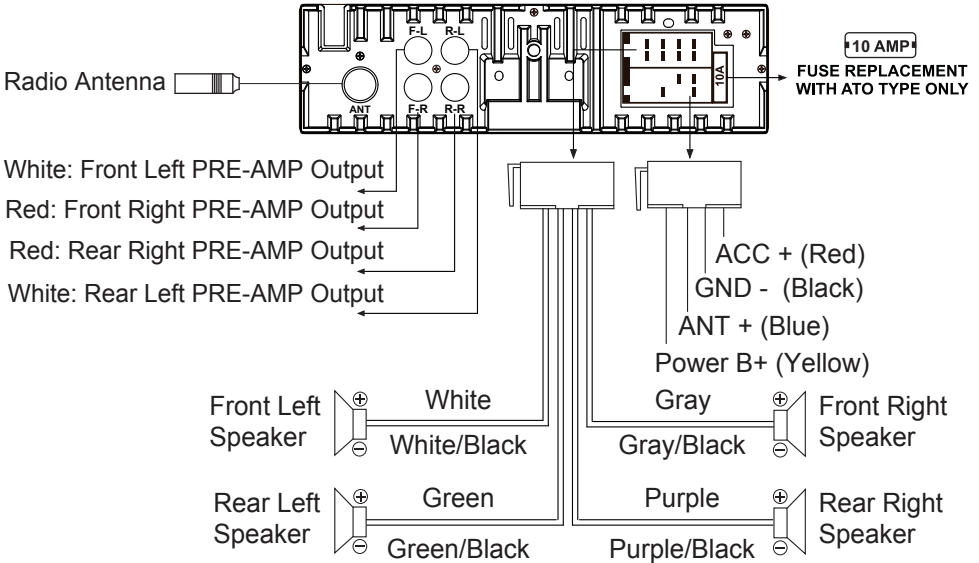 F-L R-L
10A
10 AMP
FUSE REPLACEMENT
WITH ATO TYPE ONLY
Radio Antenna
ANT
F-R R-R
White: Front Left PRE-AMP Output
Red: Front Right PRE-AMP Output
Red: Rear Right PRE-AMP Output
White: Rear Left PRE-AMP Output
ACC + (Red)
GND - (Black)
ANT + (Blue)
Power B+ (Yellow)
Front Left
Speaker
White
White/Black
Gray
Gray/Black
Front Right
Speaker
Rear Left
Speaker
Green
Green/Black
Purple
Purple/Black
Rear Right
Speaker